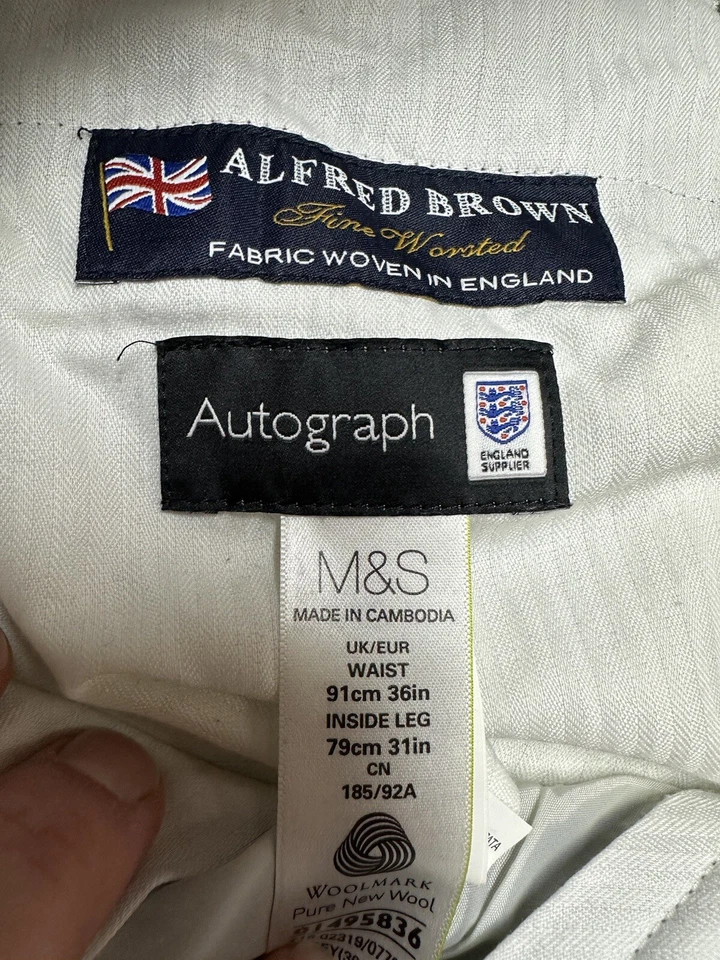 ALFRED BROWN
Fine Worsted
FABRIC WOVEN IN ENGLAND
Autograph
ENGLAND
SUPPLIER
M&S
MADE IN CAMBODIA
UK/EUR
WAIST
91cm 36in
INSIDE LEG
79cm 31in
CN
185/92A
WOOLMARK
Pure New Wool